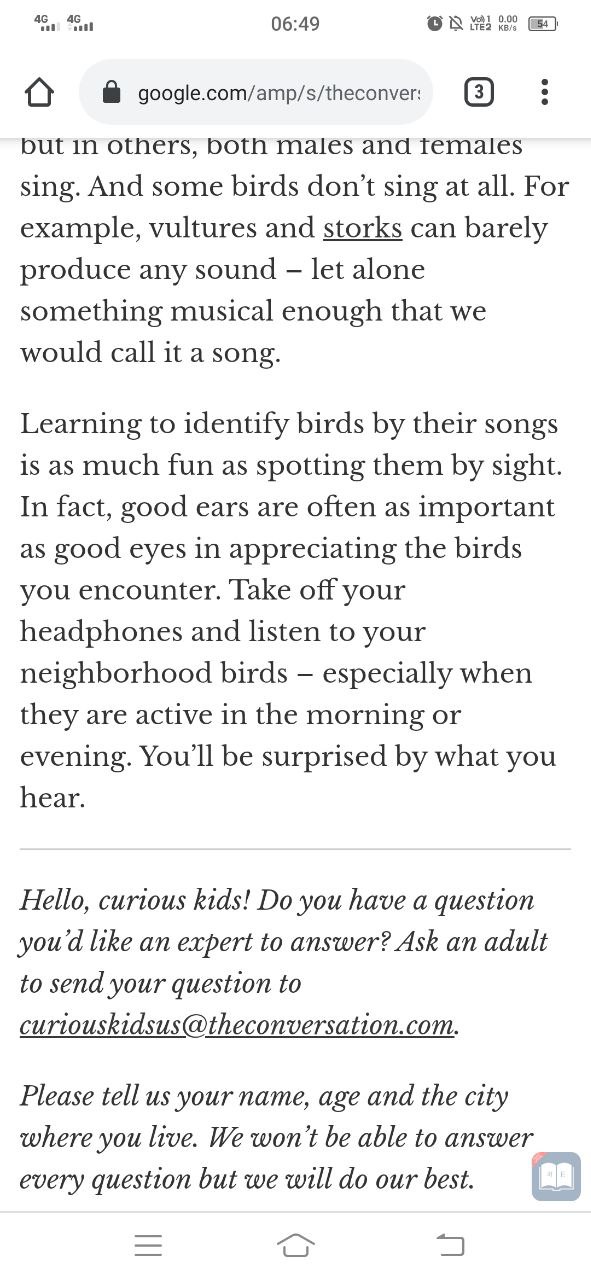 4G 4G 06:49 Vo) 1 LTE2 0.00 KB/s 54
google.com/amp/s/theconver
3
but in others, both males and females
sing. And some birds don’t sing at all. For
example, vultures and storks can barely
produce any sound – let alone
something musical enough that we
would call it a song.
Learning to identify birds by their songs
is as much fun as spotting them by sight.
In fact, good ears are often as important
as good eyes in appreciating the birds
you encounter. Take off your
headphones and listen to your
neighborhood birds – especially when
they are active in the morning or
evening. You’ll be surprised by what you
hear.
Hello, curious kids! Do you have a question
you’d like an expert to answer? Ask an adult
to send your question to
curiouskidsus@theconversation.com.
Please tell us your name, age and the city
where you live. We won’t be able to answer
every question but we will do our best.